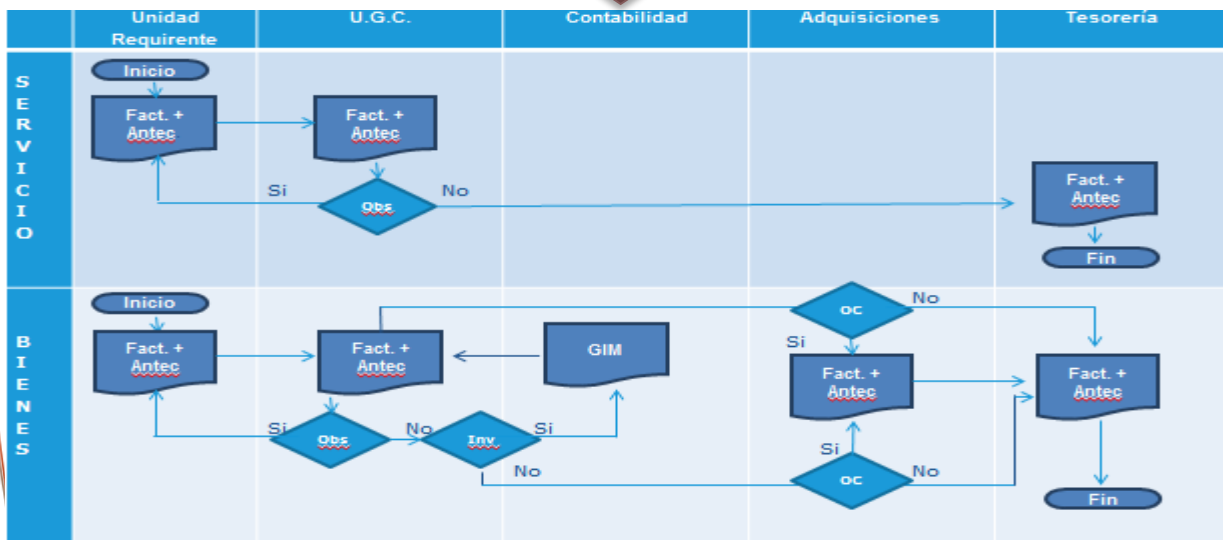 Unidad
Requirente
U.G.C.
Contabilidad
Adquisiciones
Tesorería
SERVICIO
Inicio
Fact. +
Antec
Fact. +
Antec
Si
Obs
No
Fact. +
Antec
Fin
BIENES
Inicio
Fact. +
Antec
Fact. +
Antec
GIM
OC
No
Si
Fact. +
Antec
Fact. +
Antec
Si
Obs
No
Inv
Si
No
Si
OC
No
Fin